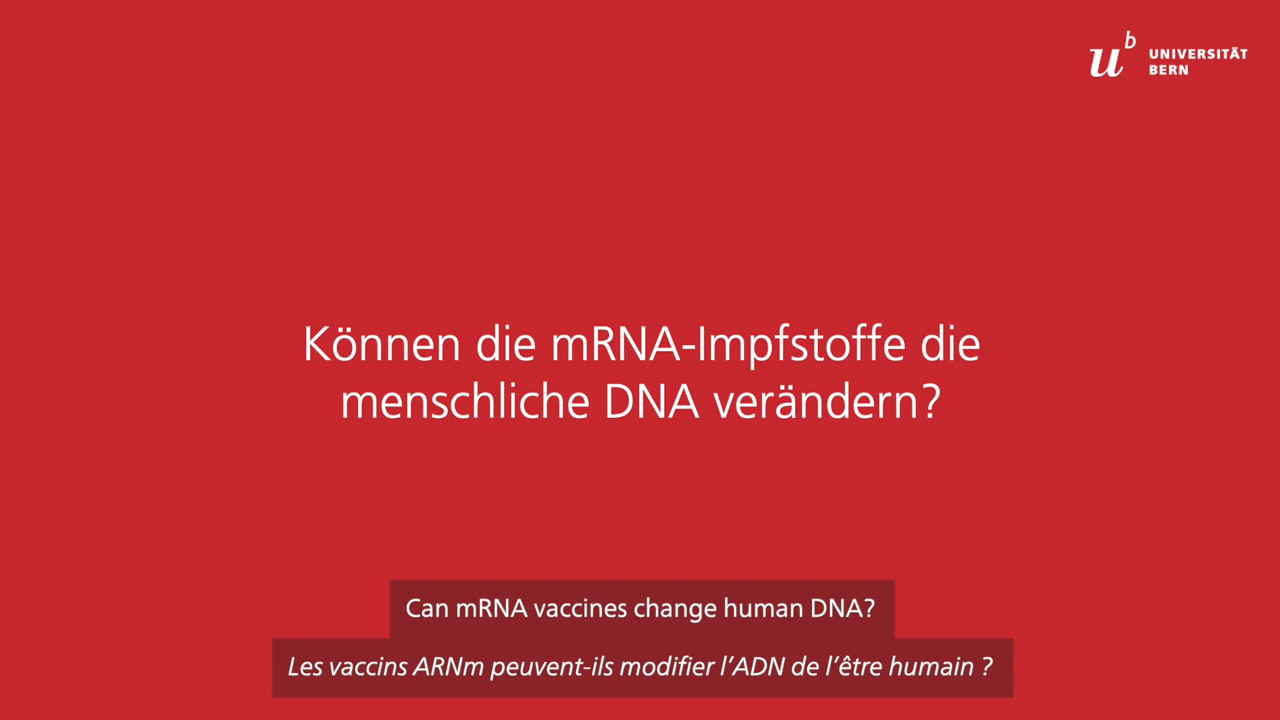 u^b UNIVERSITÄT
BERN
Können die mRNA-Impfstoffe die
menschliche DNA verändern?
Can mRNA vaccines change human DNA?
Les vaccins ARNm peuvent-ils modifier l’ADN de l’être humain ?